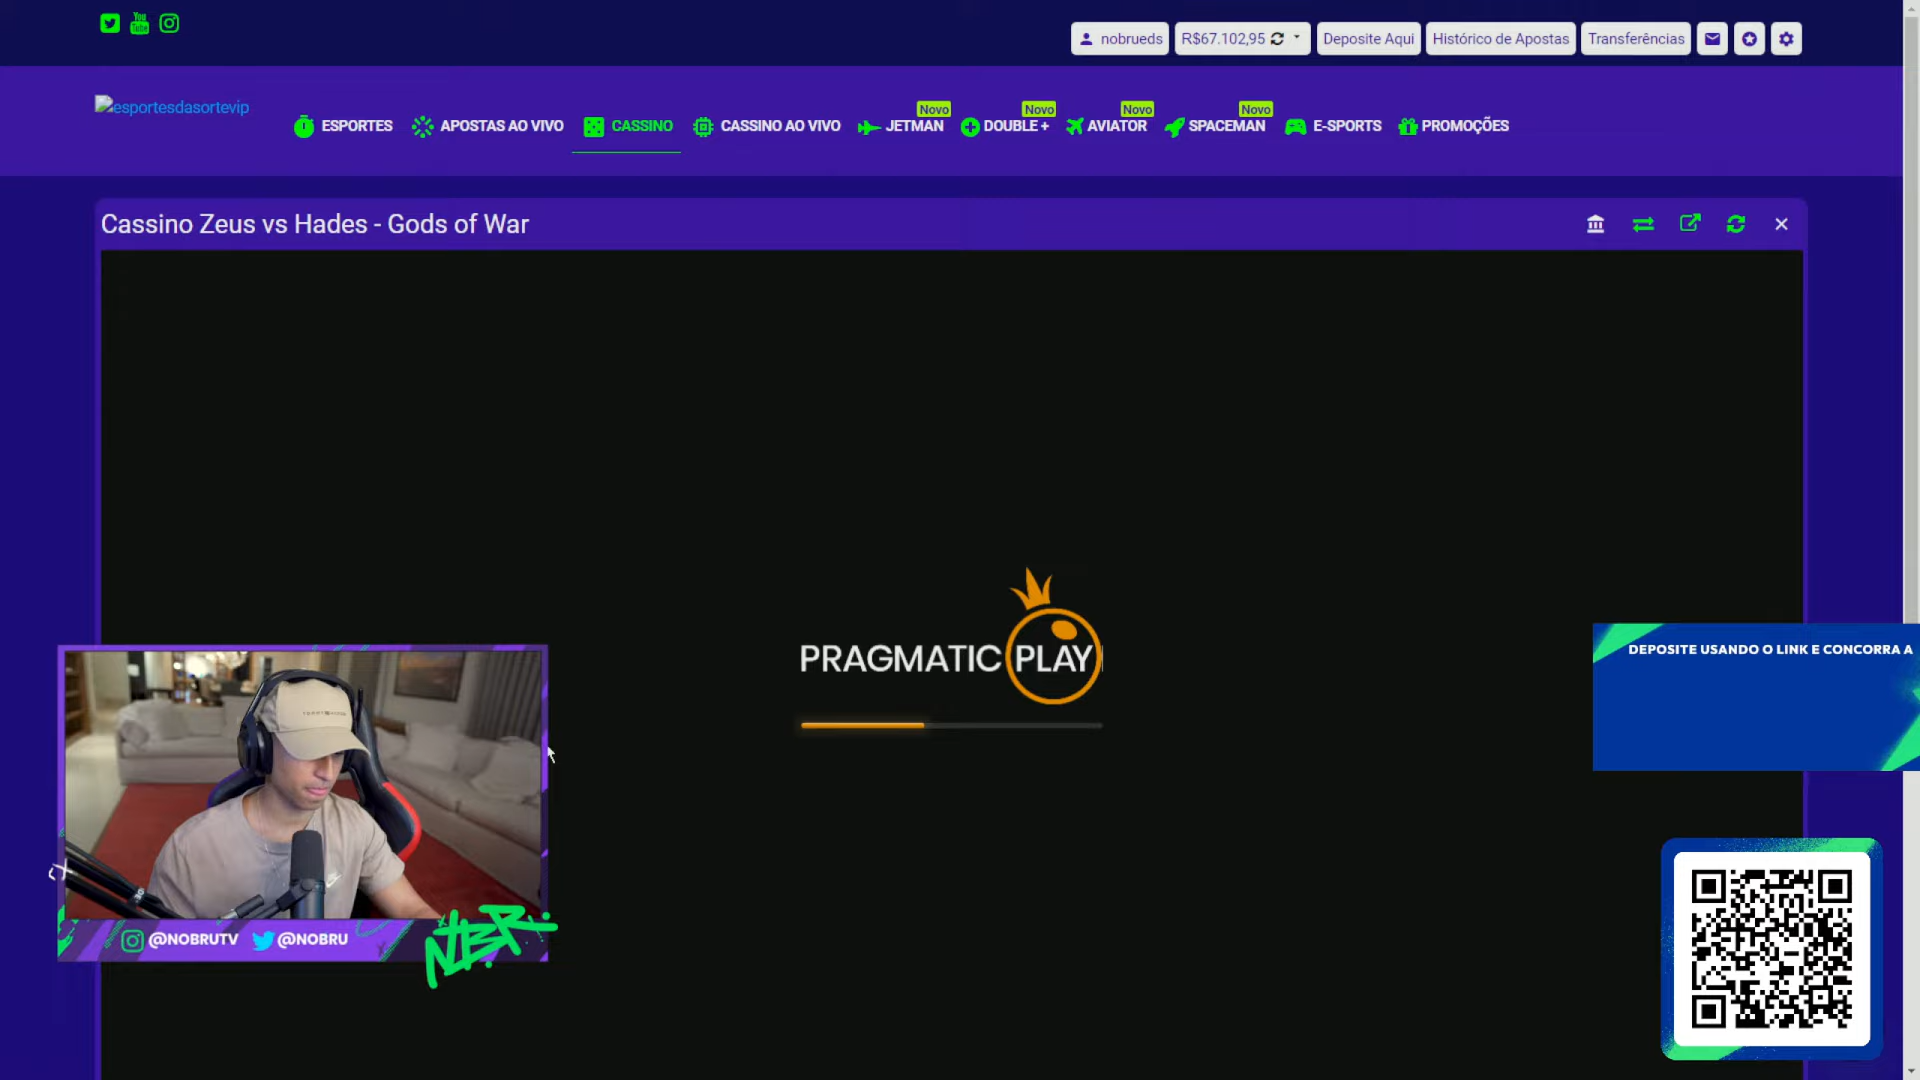 nobrueds
R$67.102,95
Deposite Aqui
Histórico de Apostas
Transferências
esportesdasortevip
ESPORTES
APOSTAS AO VIVO
CASSINO
CASSINO AO VIVO
Novo
JETMAN
Novo
DOUBLE +
Novo
AVIATOR
Novo
SPACEMAN
E-SPORTS
PROMOÇÕES
Cassino Zeus vs Hades - Gods of War
PRAGMATIC PLAY
DEPOSITE USANDO O LINK E CONCORRA A
@NOBRUTV @NOBRU
NBR